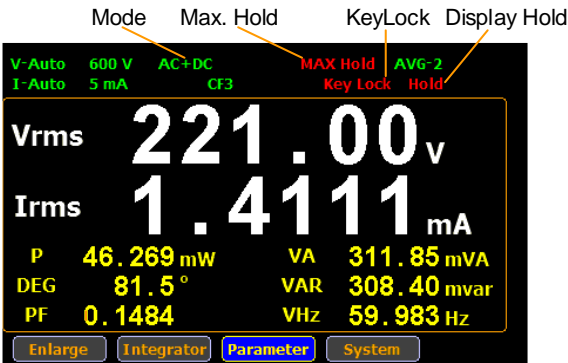 Mode Max. Hold KeyLock Display Hold
V-Auto 600 V AC+DC MAX Hold AVG-2
I-Auto 5 mA CF3 Key Lock Hold
Vrms 221.00 V
Irms 1.4111 mA
P 46.269 mW VA 311.85 mVA
DEG 81.5° VAR 308.40 mvar
PF 0.1484 VHz 59.983 Hz
Enlarge Integrator Parameter System